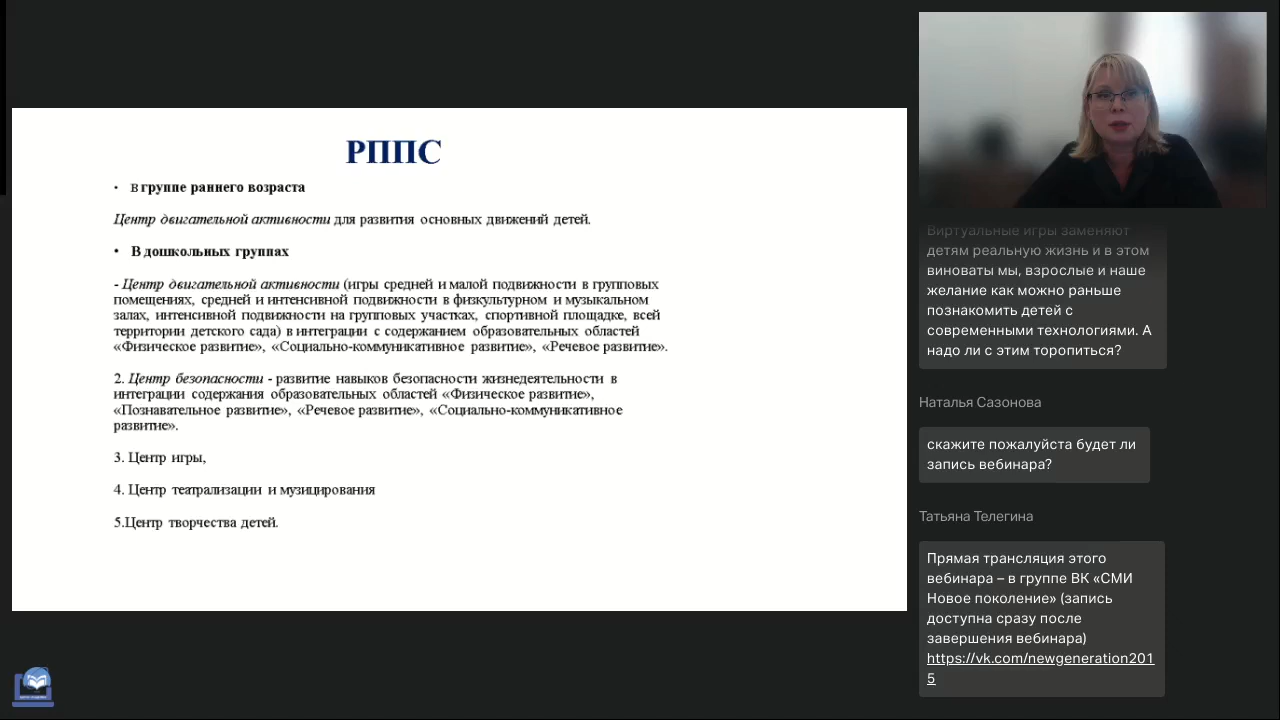 РППС
• В группе раннего возраста
Центр двигательной активности для развития основных движений детей.
• В дошкольных группах
- Центр двигательной активности (игры средней и малой подвижности в групповых
помещениях, средней и интенсивной подвижности в физкультурном и музыкальном
залах, интенсивной подвижности на групповых участках, спортивной площадке, всей
территории детского сада) в интеграции с содержанием образовательных областей
«Физическое развитие», «Социально-коммуникативное развитие», «Речевое развитие».
2. Центр безопасности - развитие навыков безопасности жизнедеятельности в
интеграции содержания образовательных областей «Физическое развитие»,
«Познавательное развитие», «Речевое развитие», «Социально-коммуникативное
развитие».
3. Центр игры,
4. Центр театрализации и музицирования
5.Центр творчества детей.
Виртуальные игры заменяют
детям реальную жизнь и в этом
виноваты мы, взрослые и наше
желание как можно раньше
познакомить детей с
современными технологиями. А
надо ли с этим торопиться?
Наталья Сазонова
скажите пожалуйста будет ли
запись вебинара?
Татьяна Телегина
Прямая трансляция этого
вебинара – в группе ВК «СМИ
Новое поколение» (запись
доступна сразу после
завершения вебинара)
https://vk.com/newgeneration201
5